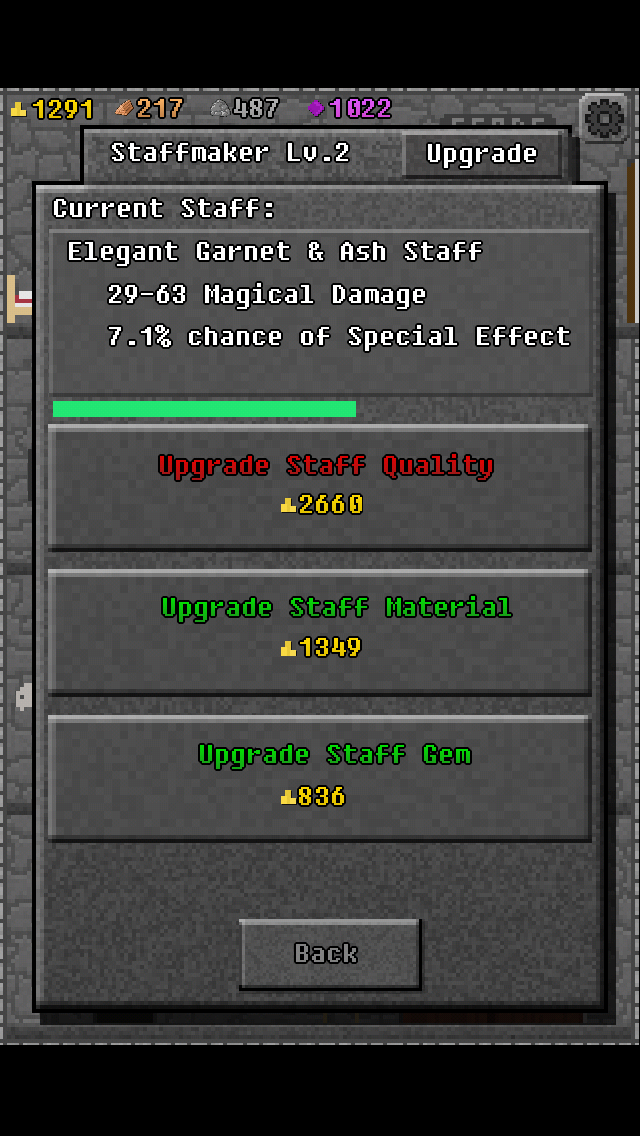 1291 217 487 1022
Staffmaker Lv.2 Upgrade
Current Staff:
Elegant Garnet & Ash Staff
29-63 Magical Damage
7.1% chance of Special Effect
Upgrade Staff Quality
2660
Upgrade Staff Material
1349
Upgrade Staff Gem
836
Back